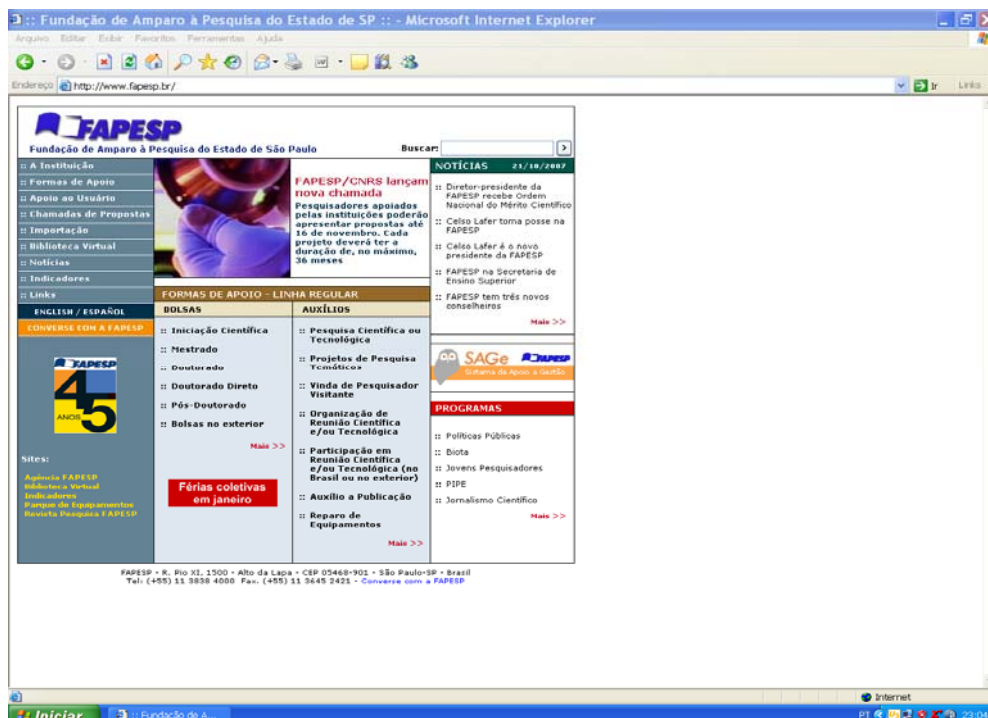 :: Fundação de Amparo à Pesquisa do Estado de SP :: - Microsoft Internet Explorer
Arquivo Editar Exibir Favoritos Ferramentas Ajuda
Endereço http://www.fapesp.br/ Ir Links
FAPESP
Fundação de Amparo à Pesquisa do Estado de São Paulo
Buscar:
:: A Instituição
:: Formas de Apoio
:: Apoio ao Usuário
:: Chamadas de Propostas
:: Importação
:: Biblioteca Virtual
:: Notícias
:: Indicadores
:: Links
ENGLISH / ESPAÑOL
CONVERSE COM A FAPESP
FAPESP
45
ANOS
Sites:
Agência FAPESP
Biblioteca Virtual
Indicadores
Parque de Equipamentos
Revista Pesquisa FAPESP
FAPESP/CNRS lançam
nova chamada
Pesquisadores apoiados
pelas instituições poderão
apresentar propostas até
16 de novembro. Cada
projeto deverá ter a
duração de, no máximo,
36 meses
FORMAS DE APOIO - LINHA REGULAR
BOLSAS
:: Iniciação Científica
:: Mestrado
:: Doutorado
:: Doutorado Direto
:: Pós-Doutorado
:: Bolsas no exterior
Mais >>
Férias coletivas
em janeiro
AUXÍLIOS
:: Pesquisa Científica ou
Tecnológica
:: Projetos de Pesquisa
Temáticos
:: Vinda de Pesquisador
Visitante
:: Organização de
Reunião Científica
e/ou Tecnológica
:: Participação em
Reunião Científica
e/ou Tecnológica (no
Brasil ou no exterior)
:: Auxílio a Publicação
:: Reparo de
Equipamentos
Mais >>
NOTÍCIAS 21/10/2007
:: Diretor-presidente da
FAPESP recebe Ordem
Nacional do Mérito Científico
:: Celso Lafer toma posse na
FAPESP
:: Celso Lafer é o novo
presidente da FAPESP
:: FAPESP na Secretaria de
Ensino Superior
:: FAPESP tem três novos
conselheiros
Mais >>
SAGe FAPESP
Sistema de Apoio a Gestão
PROGRAMAS
:: Políticas Públicas
:: Biota
:: Jovens Pesquisadores
:: PIPE
:: Jornalismo Científico
Mais >>
FAPESP - R. Pio XI, 1500 - Alto da Lapa - CEP 05468-901 - São Paulo-SP - Brasil
Tel: (+55) 11 3838 4000 Fax. (+55) 11 3645 2421 - Converse com a FAPESP
Internet
Iniciar
:: Fundação de A...
PT
23:04